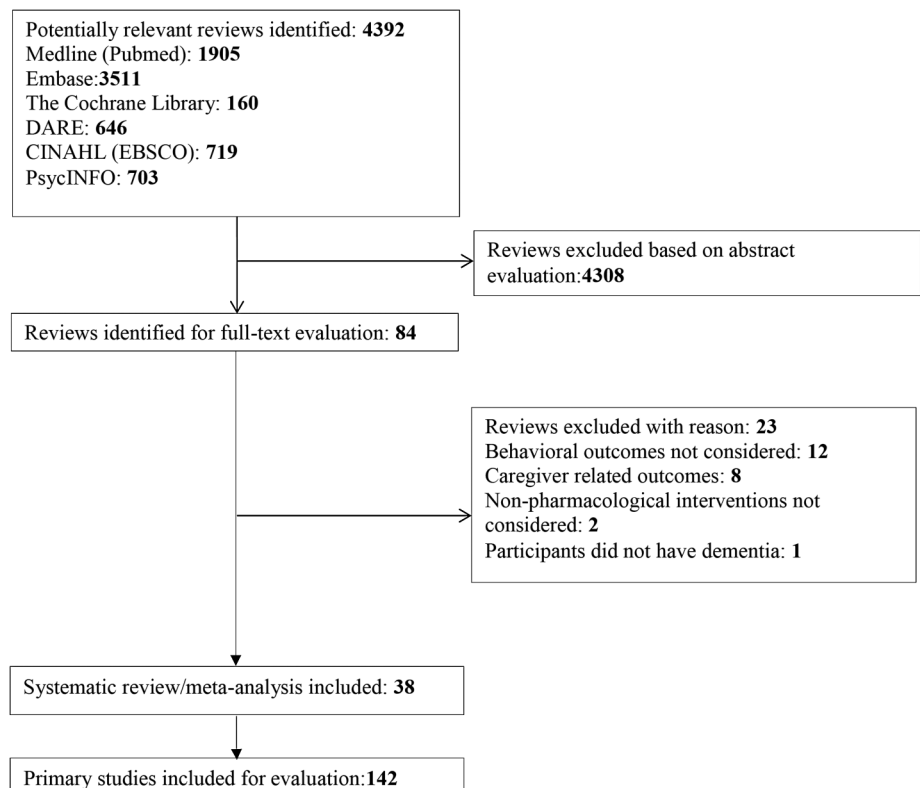 Potentially relevant reviews identified: 4392
Medline (Pubmed): 1905
Embase:3511
The Cochrane Library: 160
DARE: 646
CINAHL (EBSCO): 719
PsycINFO: 703
Reviews excluded based on abstract
evaluation:4308
Reviews identified for full-text evaluation: 84
Reviews excluded with reason: 23
Behavioral outcomes not considered: 12
Caregiver related outcomes: 8
Non-pharmacological interventions not
considered: 2
Participants did not have dementia: 1
Systematic review/meta-analysis included: 38
Primary studies included for evaluation:142